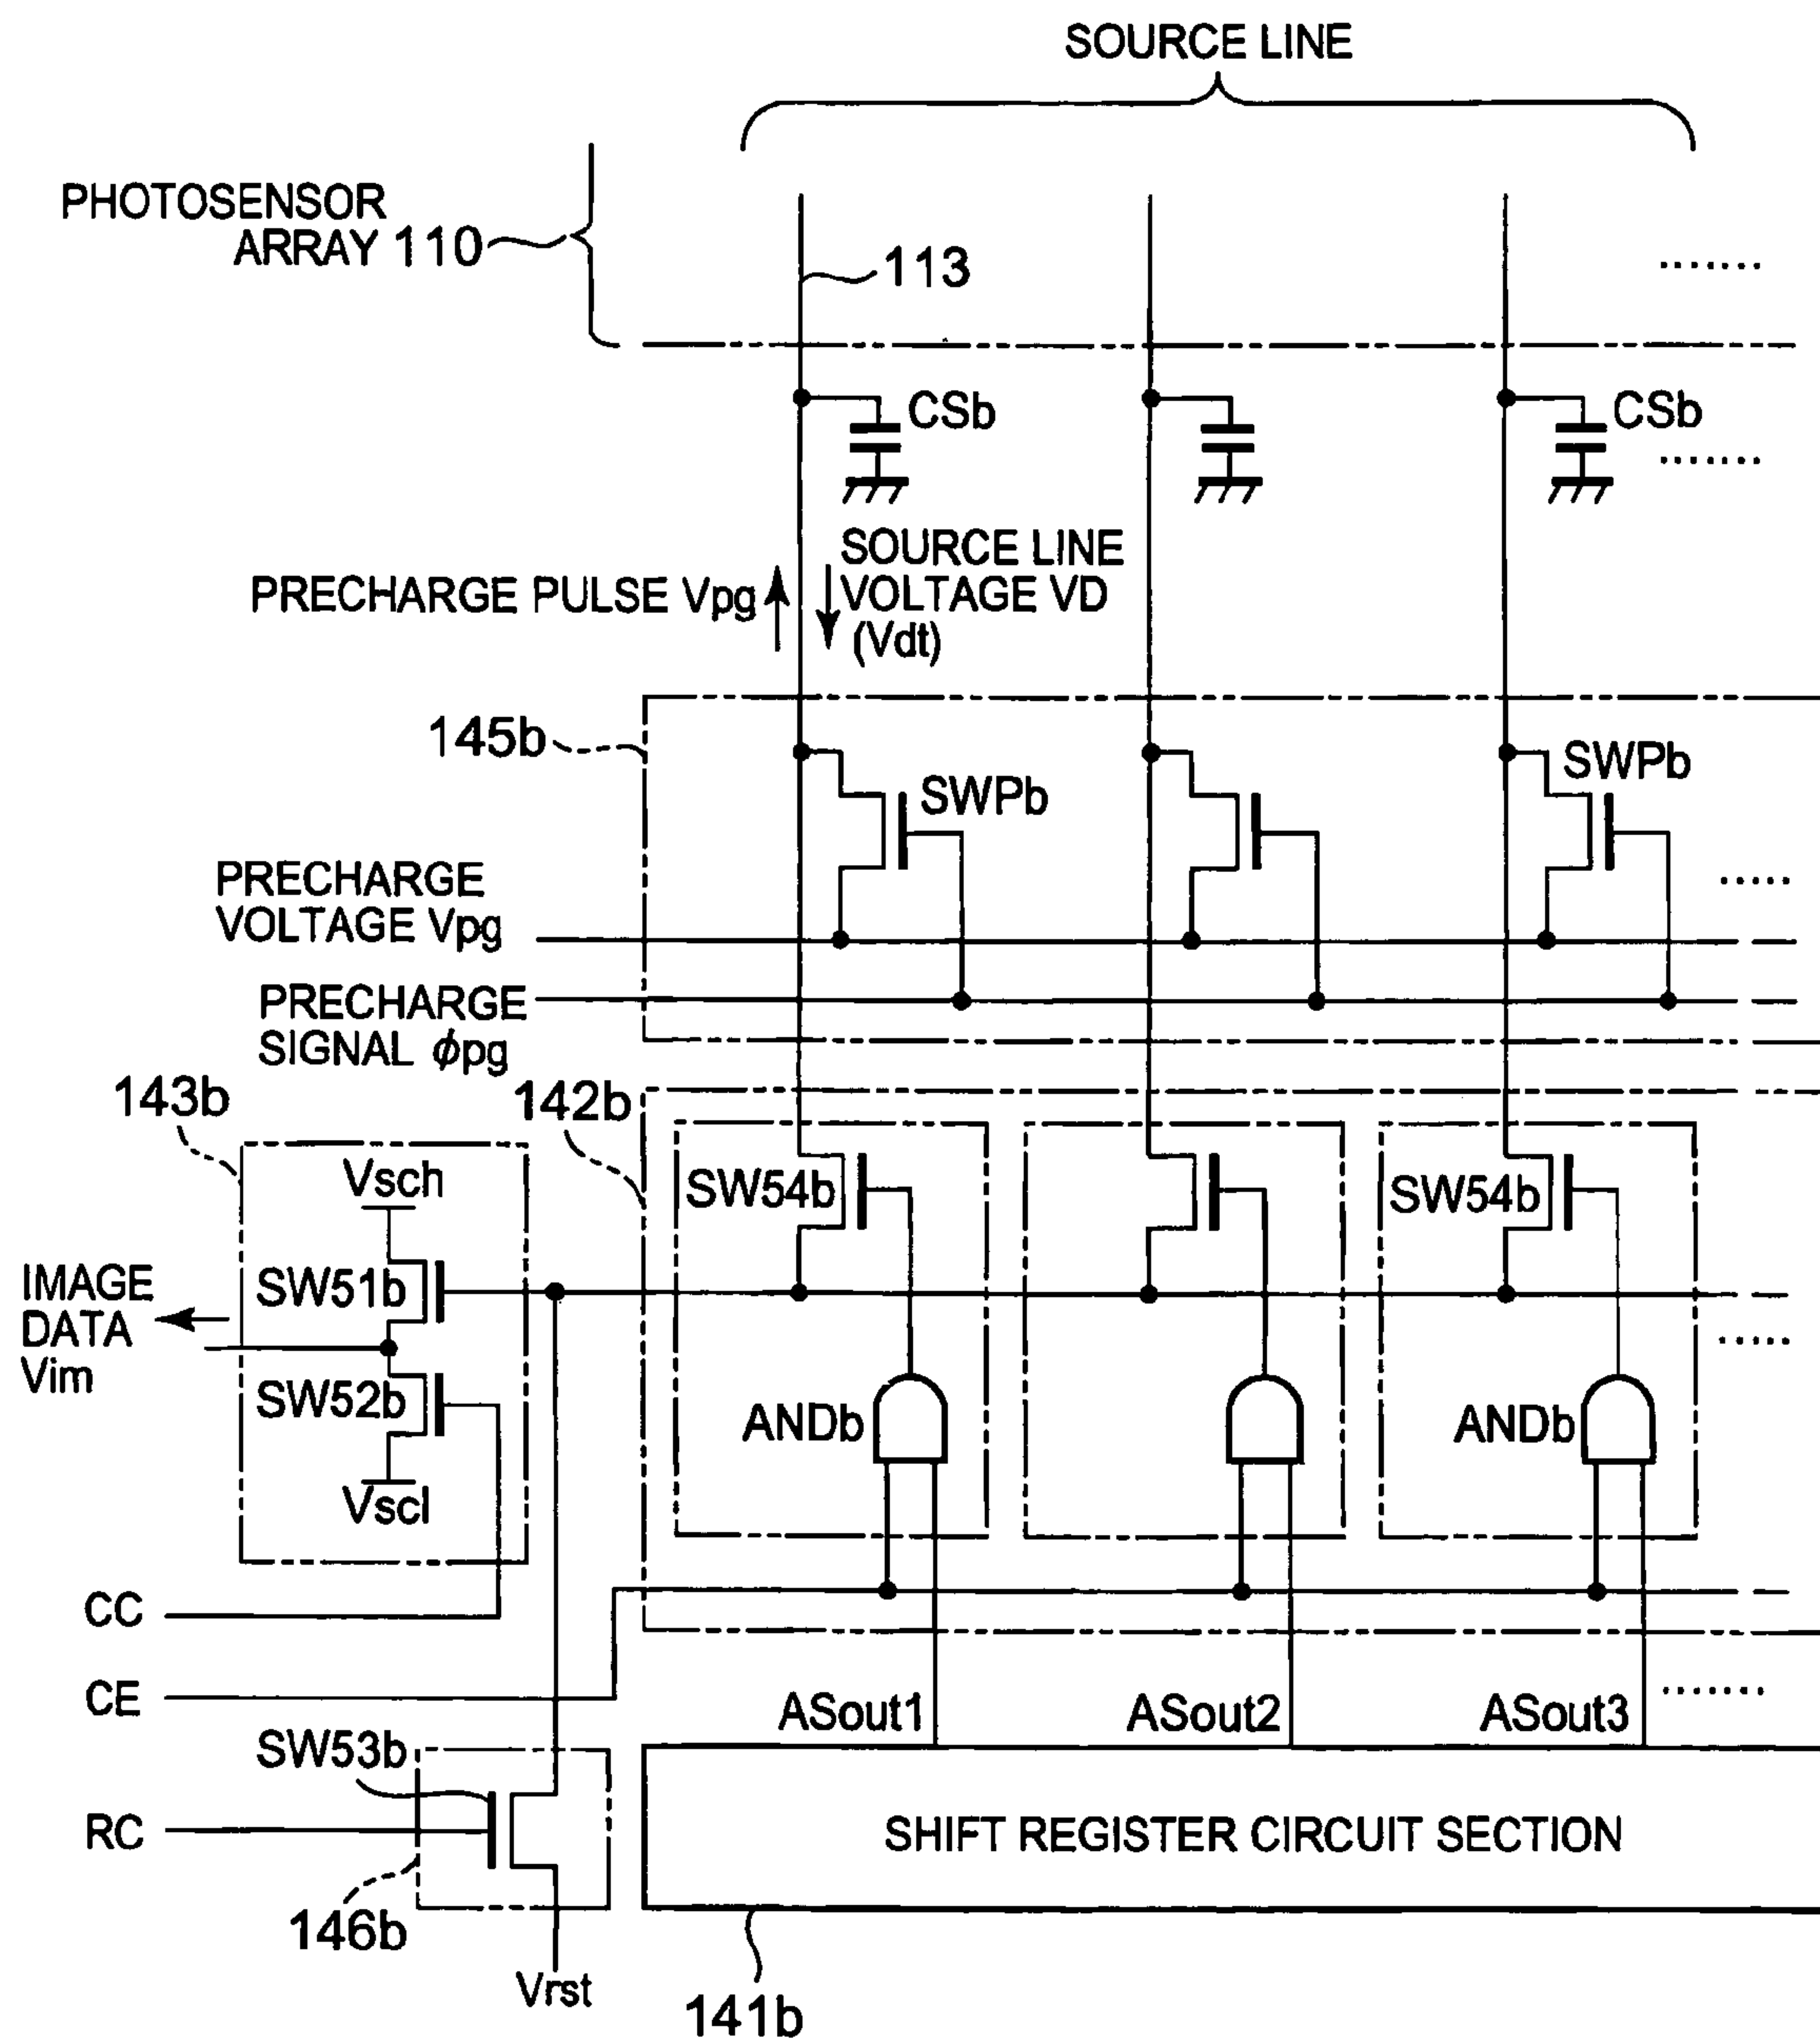 SOURCE LINE
PHOTOSENSOR
ARRAY 110
113
CSb
CSb
PRECHARGE PULSE Vpg
SOURCE LINE
VOLTAGE VD
(Vdt)
145b
SWPb
SWPb
PRECHARGE
VOLTAGE Vpg
PRECHARGE
SIGNAL ϕpg
143b
142b
Vsch
SW54b
SW54b
IMAGE
DATA
Vim
SW51b
SW52b
Vscl
ANDb
ANDb
CC
CE
ASout1
ASout2
ASout3
SW53b
RC
SHIFT REGISTER CIRCUIT SECTION
146b
Vrst
141b